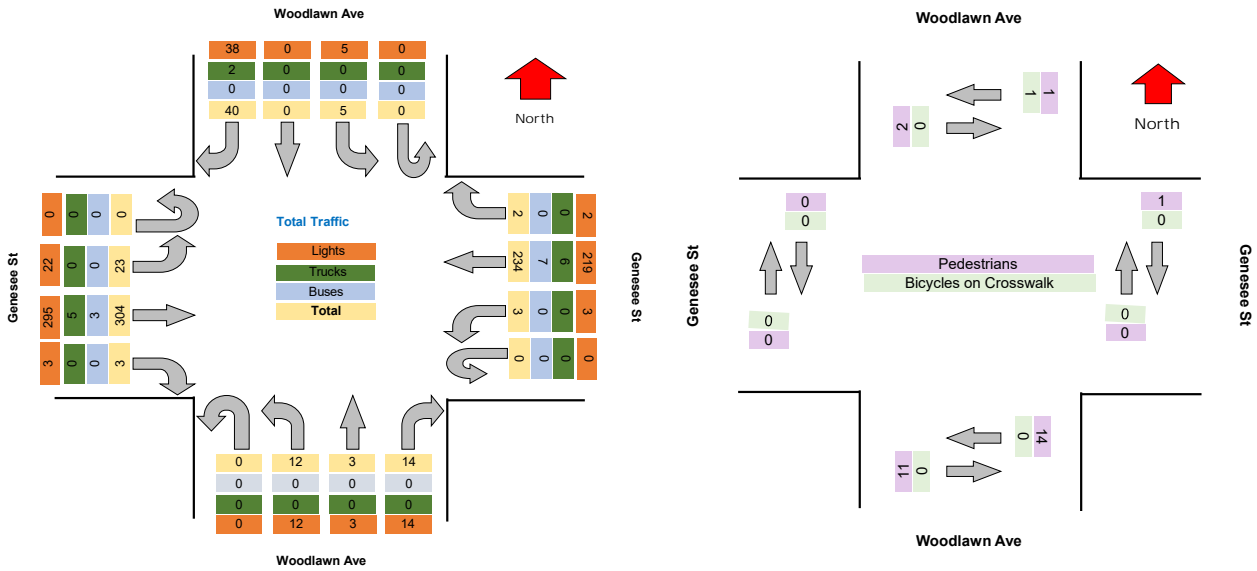 Woodlawn Ave
38 0 5 0
2 0 0 0
0 0 0 0
40 0 5 0
North
Genesee St
0 0 0 0
22 0 0 23
295 5 3 304
3 0 0 3
Total Traffic
Lights
Trucks
Buses
Total
2 0 0 2
234 7 6 219
3 0 0 3
0 0 0 0
Genesee St
0 12 3 14
0 0 0 0
0 0 0 0
0 12 3 14
Woodlawn Ave
Woodlawn Ave
1 1
2 0
North
0
0
1
0
Genesee St
Pedestrians
Bicycles on Crosswalk
Genesee St
0
0
0
0
0 14
11 0
Woodlawn Ave